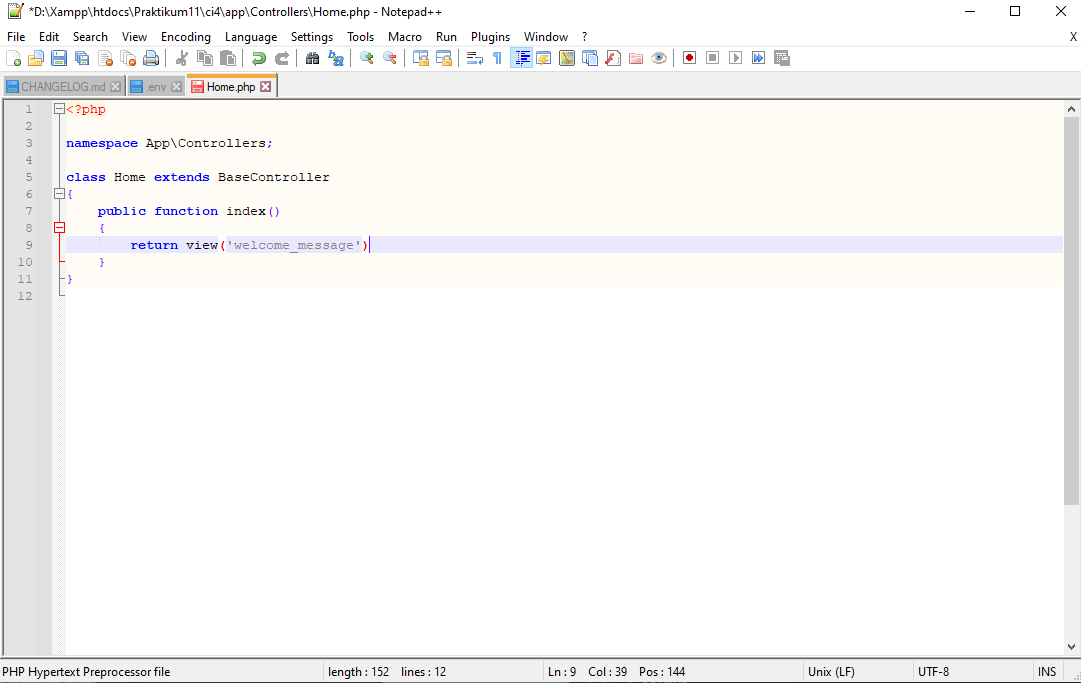 *D:\Xampp\htdocs\Praktikum11\ci4\app\Controllers\Home.php - Notepad++
File Edit Search View Encoding Language Settings Tools Macro Run Plugins Window ? X
CHANGELOG.md .env Home.php
1 <?php
2
3 namespace App\Controllers;
4
5 class Home extends BaseController
6 {
7 public function index()
8 {
9 return view('welcome_message')
10 }
11 }
12
PHP Hypertext Preprocessor file length : 152 lines : 12 Ln : 9 Col : 39 Pos : 144 Unix (LF) UTF-8 INS